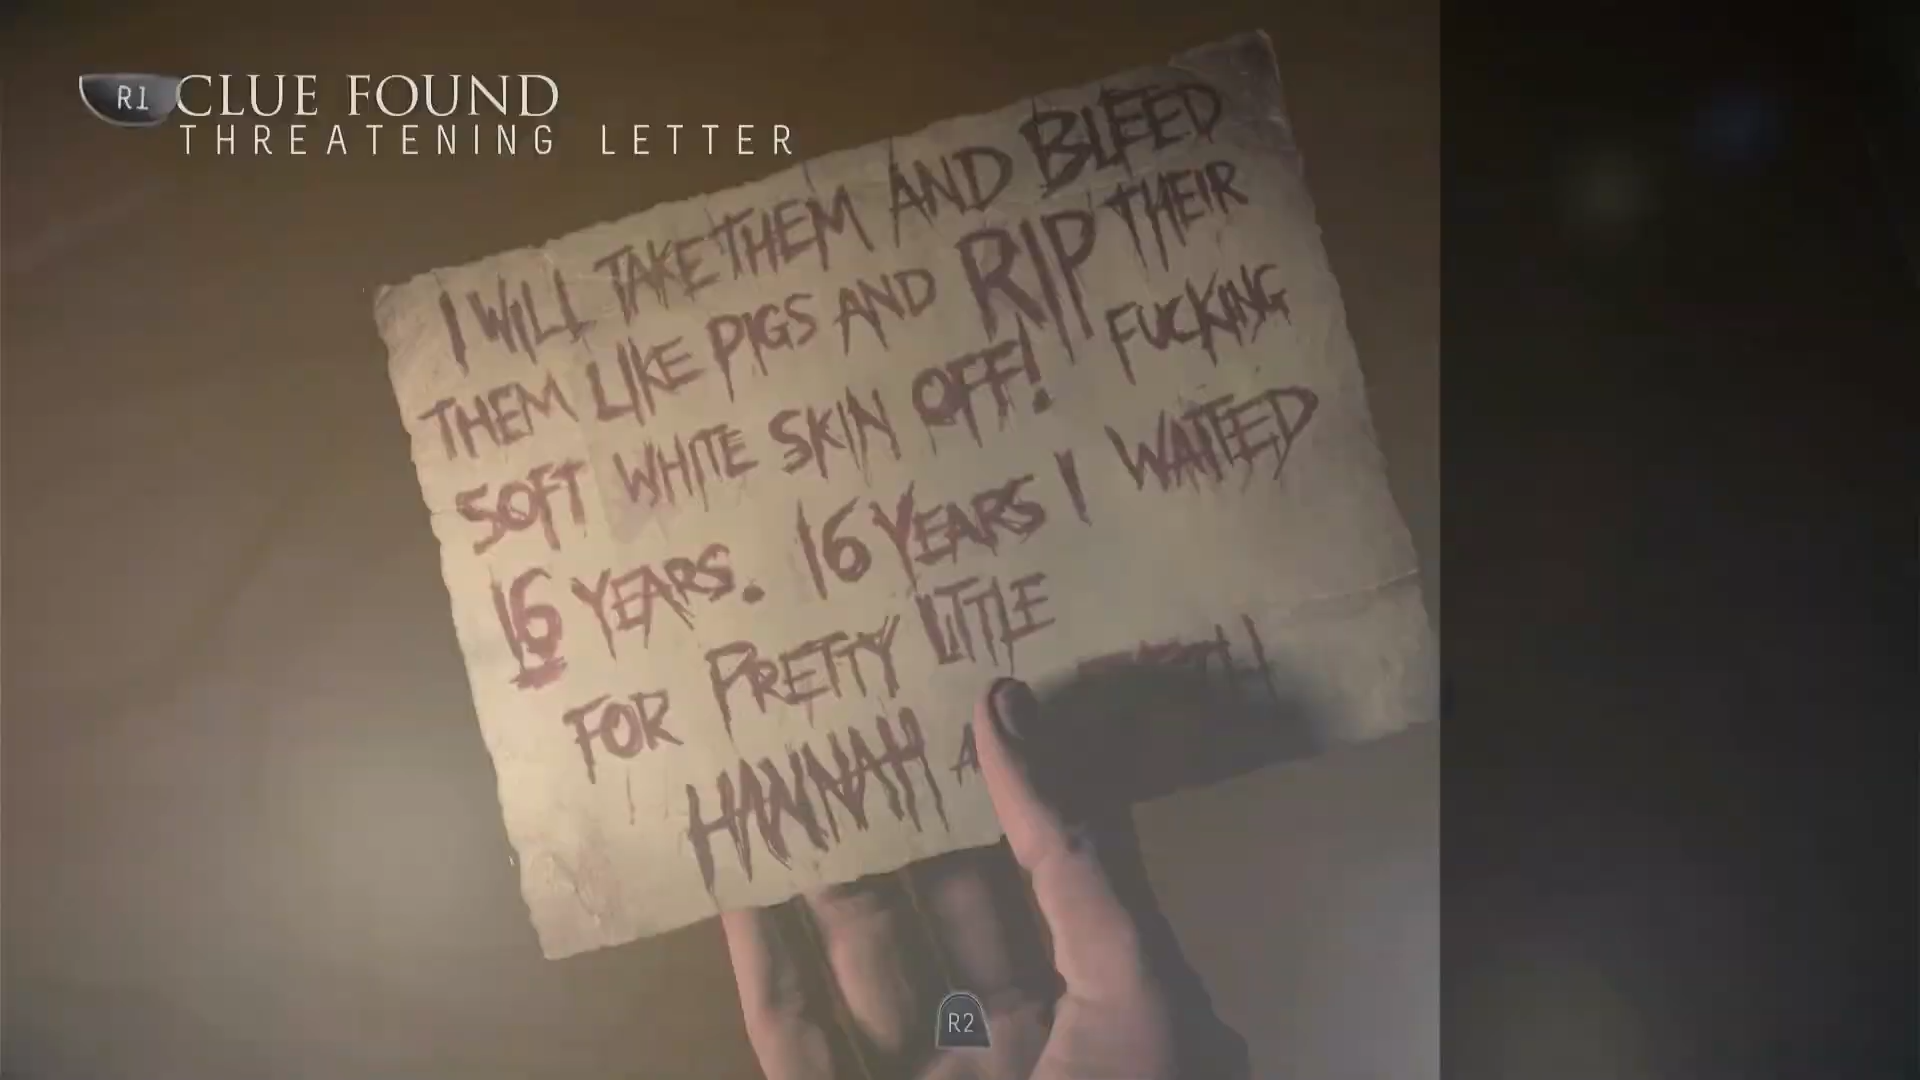 R1 CLUE FOUND
THREATENING LETTER
I WILL TAKE THEM AND BLEED
THEM LIKE PIGS AND RIP THEIR
SOFT WHITE SKIN OFF! FUCKING
16 YEARS. 16 YEARS I WAITED
FOR PRETTY LITTLE
HANNAH
R2